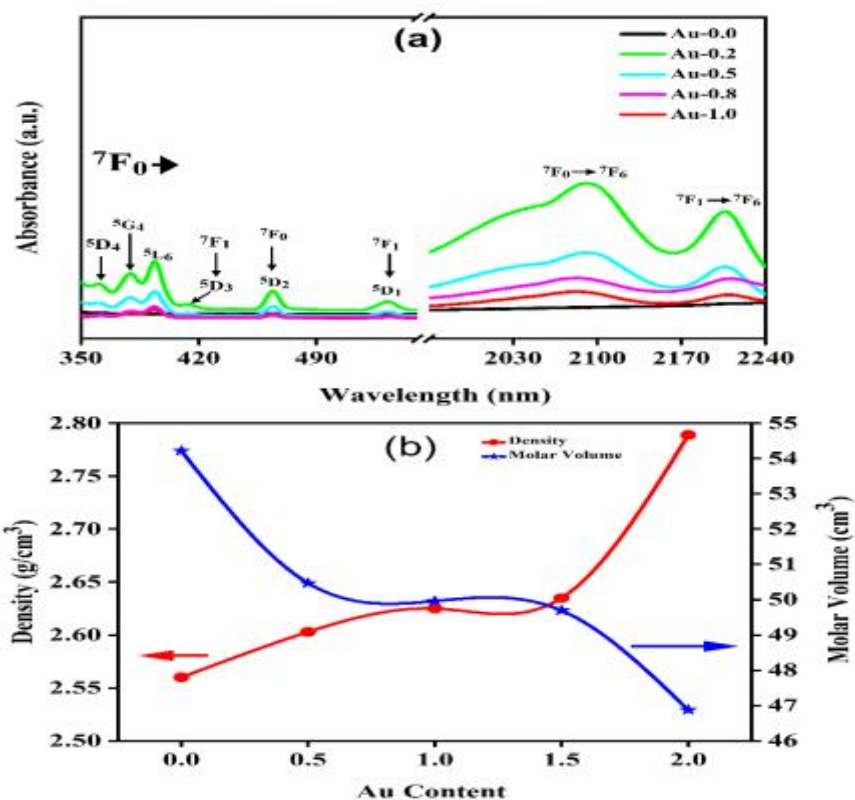 (a)
Au-0.0
Au-0.2
Au-0.5
Au-0.8
Au-1.0
Absorbance (a.u.)
⁷F₀
⁵D₄
⁵G₄
⁵L₆
⁷F₁
⁵D₃
⁷F₀
⁵D₂
⁷F₁
⁵D₁
⁷F₀ → ⁷F₆
⁷F₁ → ⁷F₆
350 420 490 2030 2100 2170 2240
Wavelength (nm)
(b)
Density
Molar Volume
Density (g/cm³)
2.80
2.75
2.70
2.65
2.60
2.55
2.50
Molar Volume (cm³)
55
54
53
52
51
50
49
48
47
46
0.0 0.5 1.0 1.5 2.0
Au Content